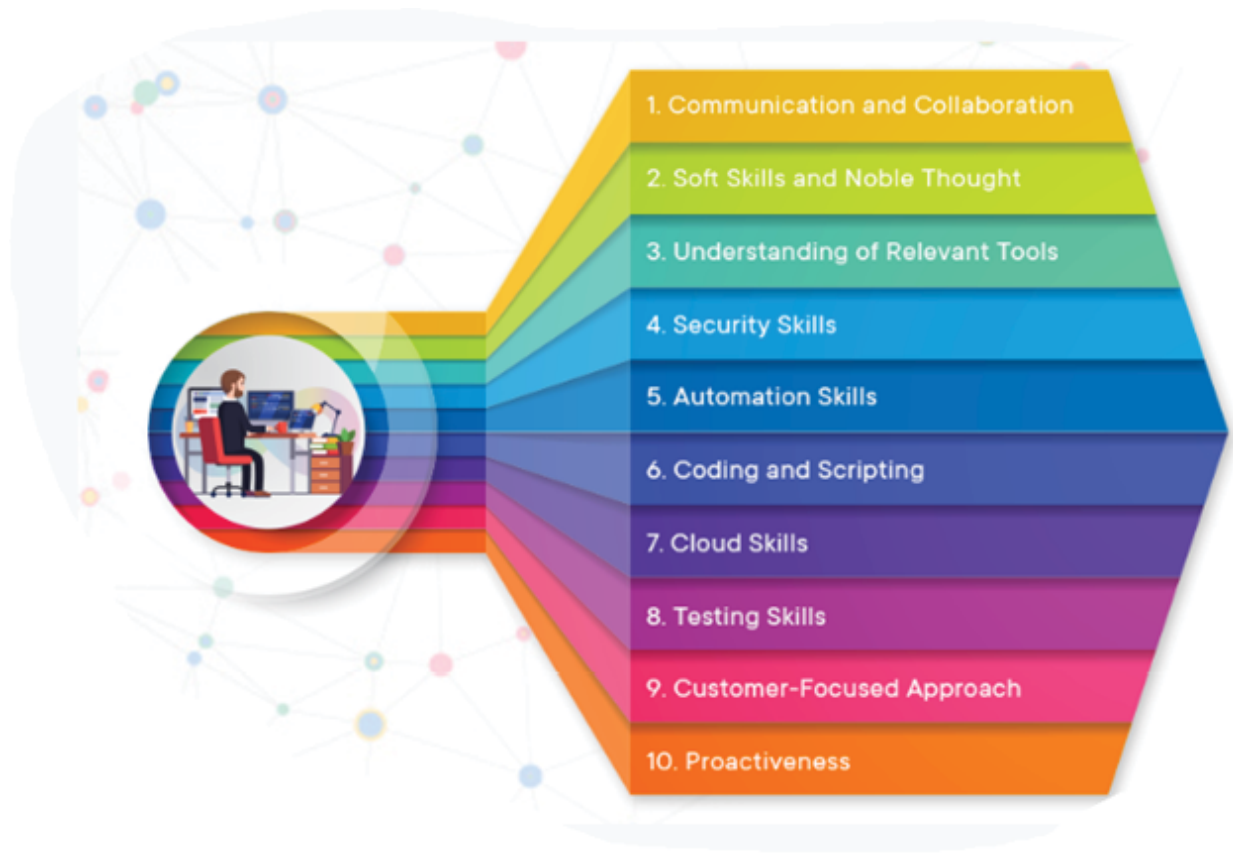 1. Communication and Collaboration
2. Soft Skills and Noble Thought
3. Understanding of Relevant Tools
4. Security Skills
5. Automation Skills
6. Coding and Scripting
7. Cloud Skills
8. Testing Skills
9. Customer-Focused Approach
10. Proactiveness